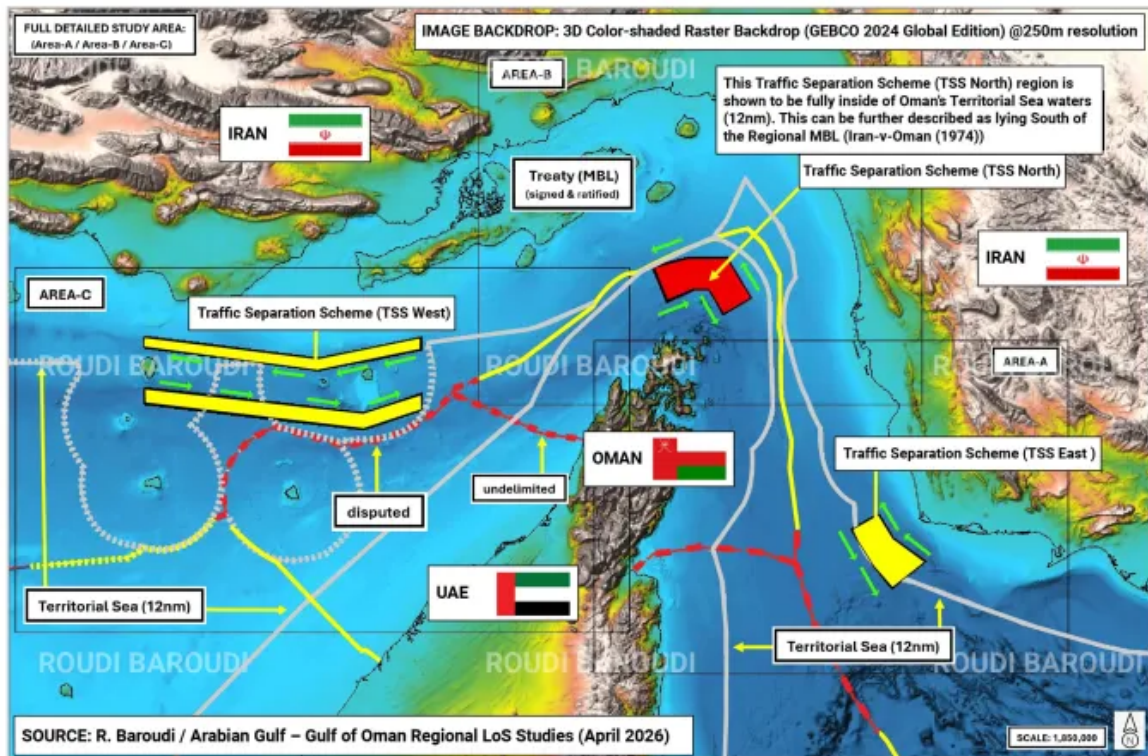 FULL DETAILED STUDY AREA:
(Area-A / Area-B / Area-C)
IMAGE BACKDROP: 3D Color-shaded Raster Backdrop (GEBCO 2024 Global Edition) @250m resolution
ROUDI BAROUDI
ROUDI BAROUDI
ROUDI BAROUDI
AREA-B
This Traffic Separation Scheme (TSS North) region is
shown to be fully inside of Oman's Territorial Sea waters
(12nm). This can be further described as lying South of
the Regional MBL (Iran-v-Oman (1974))
IRAN
Treaty (MBL)
(signed & ratified)
Traffic Separation Scheme (TSS North)
IRAN
AREA-C
Traffic Separation Scheme (TSS West)
ROUDI BAROUDI
ROUDI BAROUDI
ROUDI BAROUDI
AREA-A
OMAN
Traffic Separation Scheme (TSS East )
undelimited
disputed
UAE
Territorial Sea (12nm)
Territorial Sea (12nm)
ROUDI BAROUDI
ROUDI BAROUDI
ROUDI BAROUDI
SOURCE: R. Baroudi / Arabian Gulf – Gulf of Oman Regional LoS Studies (April 2026)
SCALE: 1,850,000
N